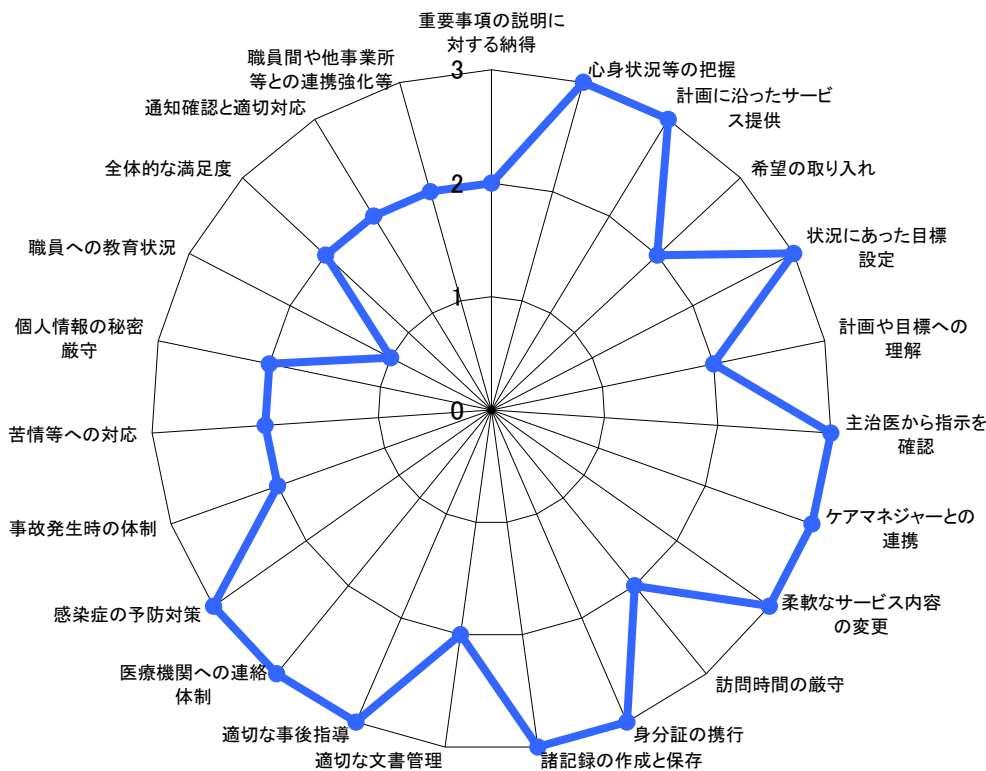 重要事項の説明に
対する納得
心身状況等の把握
計画に沿ったサービ
ス提供
希望の取り入れ
状況にあった目標
設定
計画や目標への
理解
主治医から指示を
確認
ケアマネジャーとの
連携
柔軟なサービス内容
の変更
訪問時間の厳守
身分証の携行
諸記録の作成と保存
適切な文書管理
適切な事後指導
医療機関への連絡
体制
感染症の予防対策
事故発生時の体制
苦情等への対応
個人情報の秘密
厳守
職員への教育状況
全体的な満足度
通知確認と適切対応
職員間や他事業所
等との連携強化等
3
2
1
0